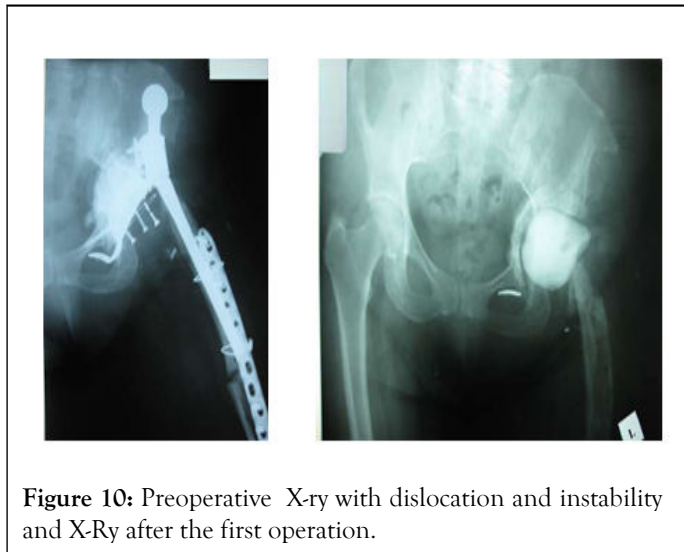 L
Figure 10: Preoperative X-ry with dislocation and instability
and X-Ry after the first operation.